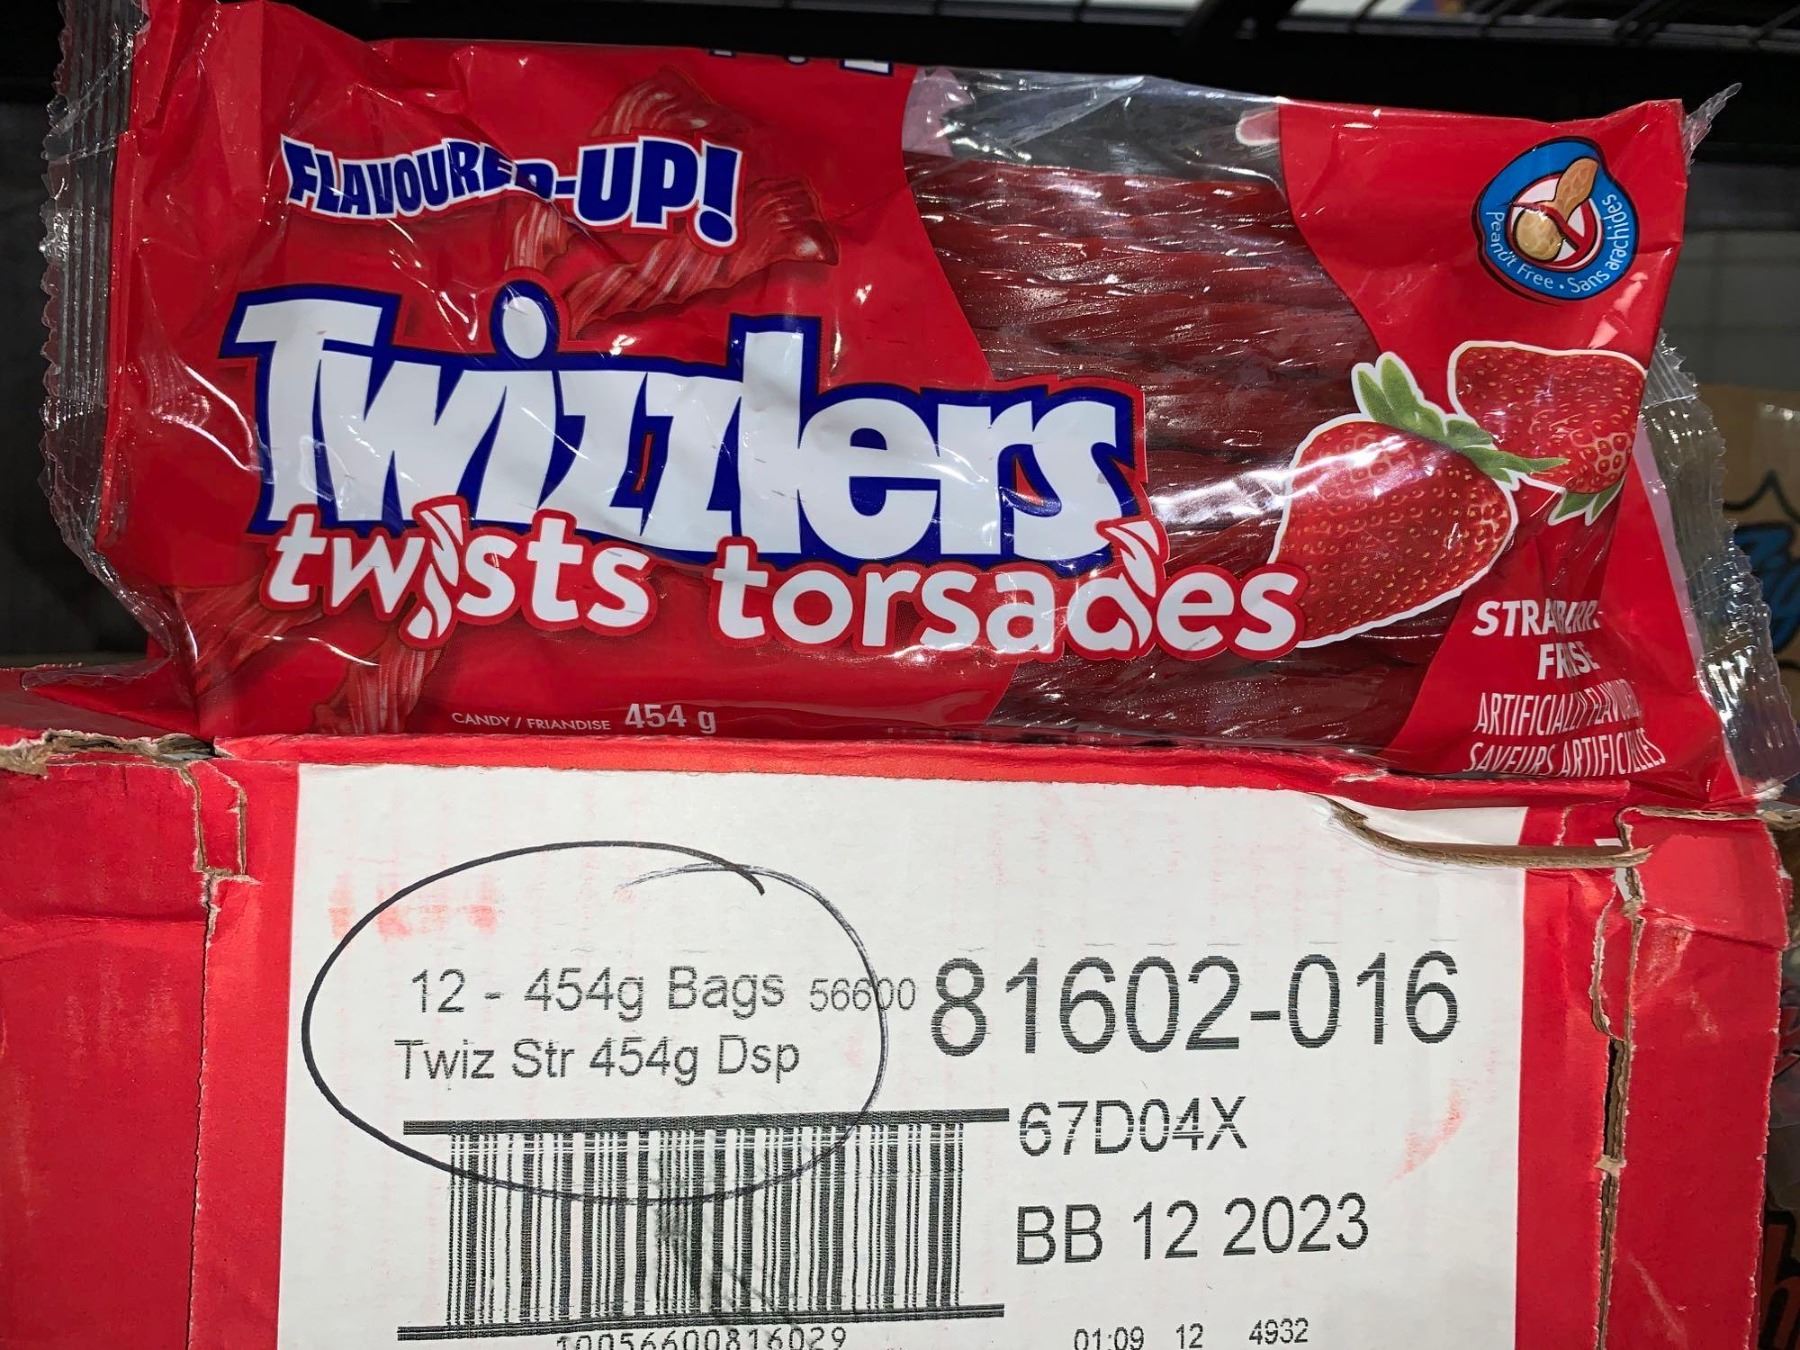 FLAVOURED-UP!
Twizzlers
twists torsades
Peanut Free • Sans arachides
CANDY / FRIANDISE 454 g
ARTIFICIALLY
SAVEURS ARTIFICIELLES
12 - 454g Bags 56600 81602-016
Twiz Str 454g Dsp
67D04X
BB 12 2023
10056600816029
01:09 12 4932